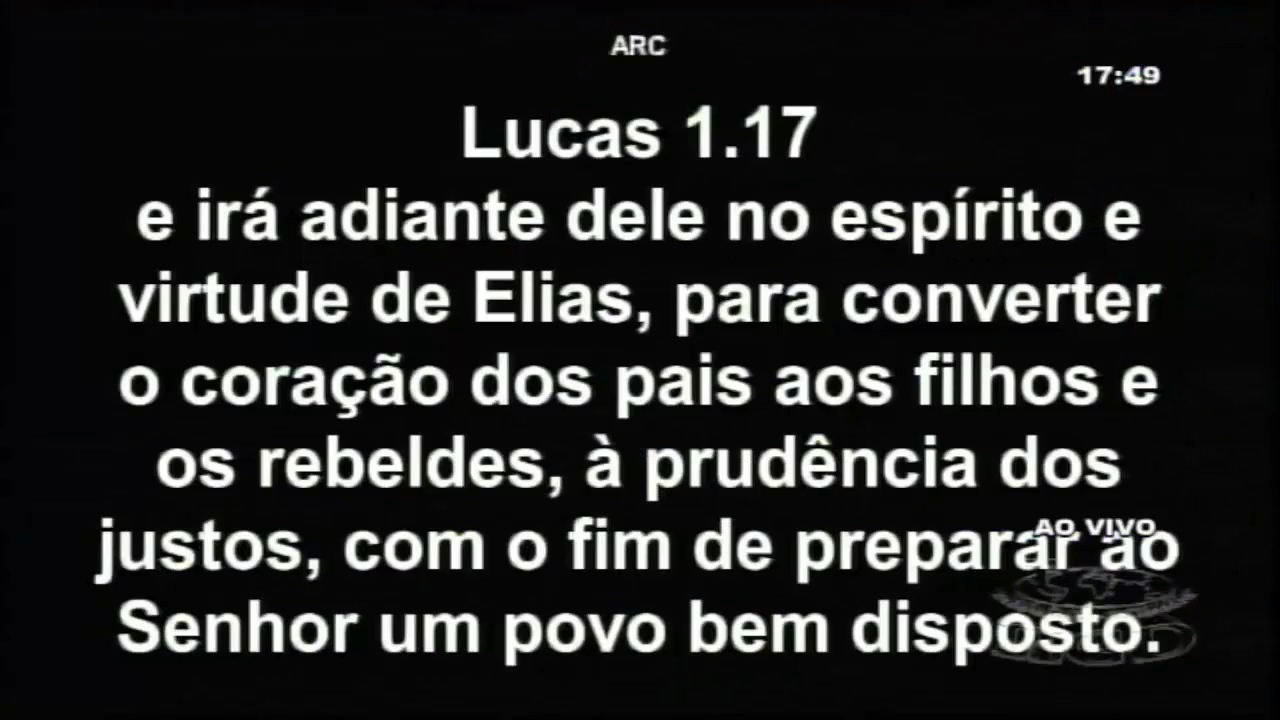 ARC
17:49
Lucas 1.17
e irá adiante dele no espírito e
virtude de Elias, para converter
o coração dos pais aos filhos e
os rebeldes, à prudência dos
justos, com o fim de preparar ao
AO VIVO
Senhor um povo bem disposto.